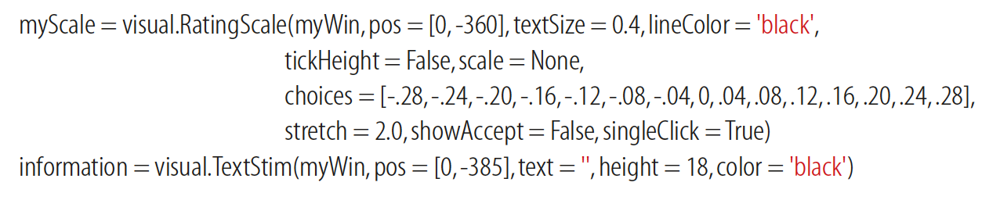 myScale = visual.RatingScale(myWin, pos = [0, -360], textSize = 0.4, lineColor = 'black',
tickHeight = False, scale = None,
choices = [-.28, -.24, -.20, -.16, -.12, -.08, -.04, 0, .04, .08, .12, .16, .20, .24, .28],
stretch = 2.0, showAccept = False, singleClick = True)
information = visual.TextStim(myWin, pos = [0, -385], text = '', height = 18, color = 'black')